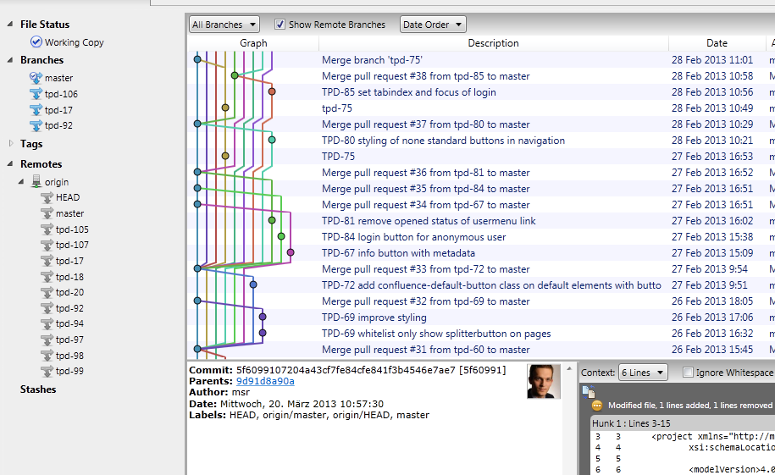 File Status
Working Copy
Branches
master
tpd-106
tpd-17
tpd-92
Tags
Remotes
origin
HEAD
master
tpd-105
tpd-107
tpd-17
tpd-18
tpd-20
tpd-92
tpd-94
tpd-97
tpd-98
tpd-99
Stashes
All Branches Show Remote Branches Date Order
Graph Description Date A
Merge branch 'tpd-75' 28 Feb 2013 11:01 m
Merge pull request #38 from tpd-85 to master 28 Feb 2013 10:58 M
TPD-85 set tabindex and focus of login 28 Feb 2013 10:56 m
tpd-75 28 Feb 2013 10:49 m
Merge pull request #37 from tpd-80 to master 28 Feb 2013 10:29 M
TPD-80 styling of none standard buttons in navigation 28 Feb 2013 10:21 m
TPD-75 27 Feb 2013 16:53 m
Merge pull request #36 from tpd-81 to master 27 Feb 2013 16:52 M
Merge pull request #35 from tpd-84 to master 27 Feb 2013 16:51 M
Merge pull request #34 from tpd-67 to master 27 Feb 2013 16:51 M
TPD-81 remove opened status of usermenu link 27 Feb 2013 16:02 m
TPD-84 login button for anonymous user 27 Feb 2013 15:38 m
TPD-67 info button with metadata 27 Feb 2013 15:09 m
Merge pull request #33 from tpd-72 to master 27 Feb 2013 9:54 M
TPD-72 add confluence-default-button class on default elements with butto 27 Feb 2013 9:51 m
Merge pull request #32 from tpd-69 to master 26 Feb 2013 18:05 M
TPD-69 improve styling 26 Feb 2013 17:06 m
TPD-69 whitelist only show splitterbutton on pages 26 Feb 2013 16:32 m
Merge pull request #31 from tpd-60 to master 26 Feb 2013 15:45 M
Commit: 5f6099107204a43cf7fe84cfe841f3b4546e7ae7 [5f60991]
Parents: 9d91d8a90a
Author: msr
Date: Mittwoch, 20. März 2013 10:57:30
Labels: HEAD, origin/master, origin/HEAD, master
Context: 6 Lines Ignore Whitespace
Modified file, 1 lines added, 1 lines removed
Hunk 1 : Lines 3-15
3 3 <project xmlns="http://m
4 4 xsi:schemaLocatio
5 5
6 6 <modelVersion>4.0